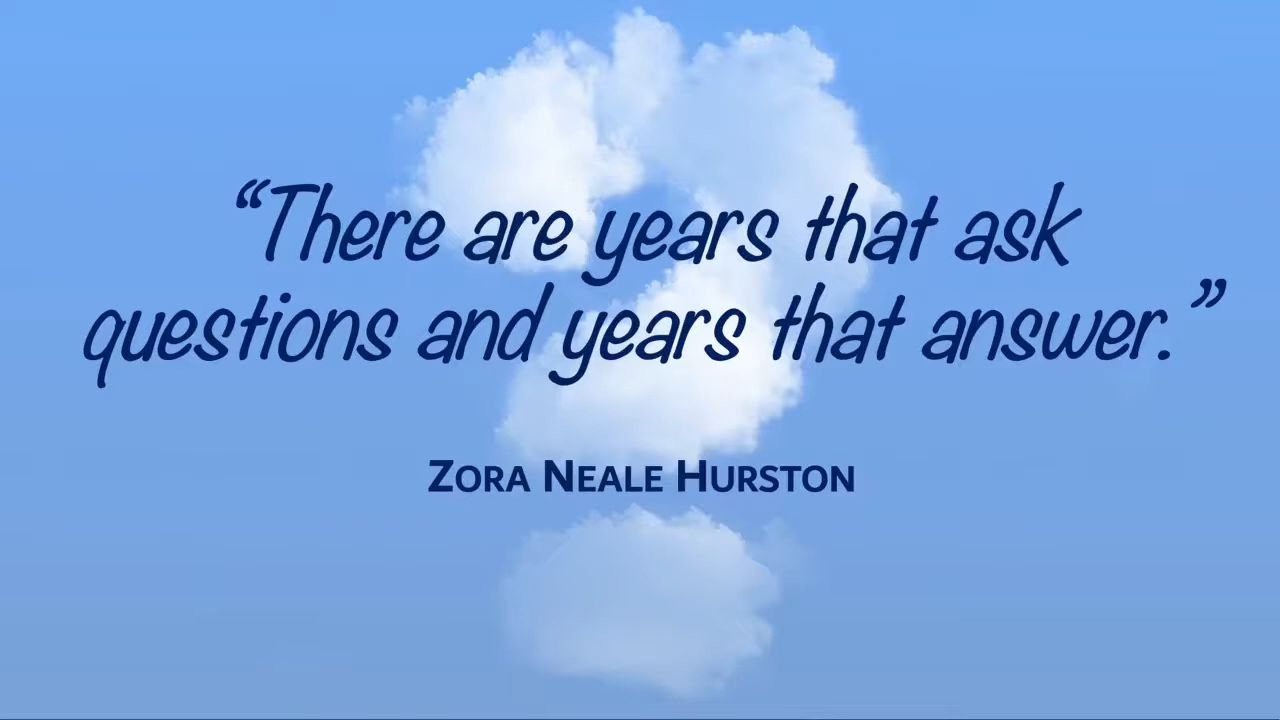 “There are years that ask
questions and years that answer.”
Zora Neale Hurston